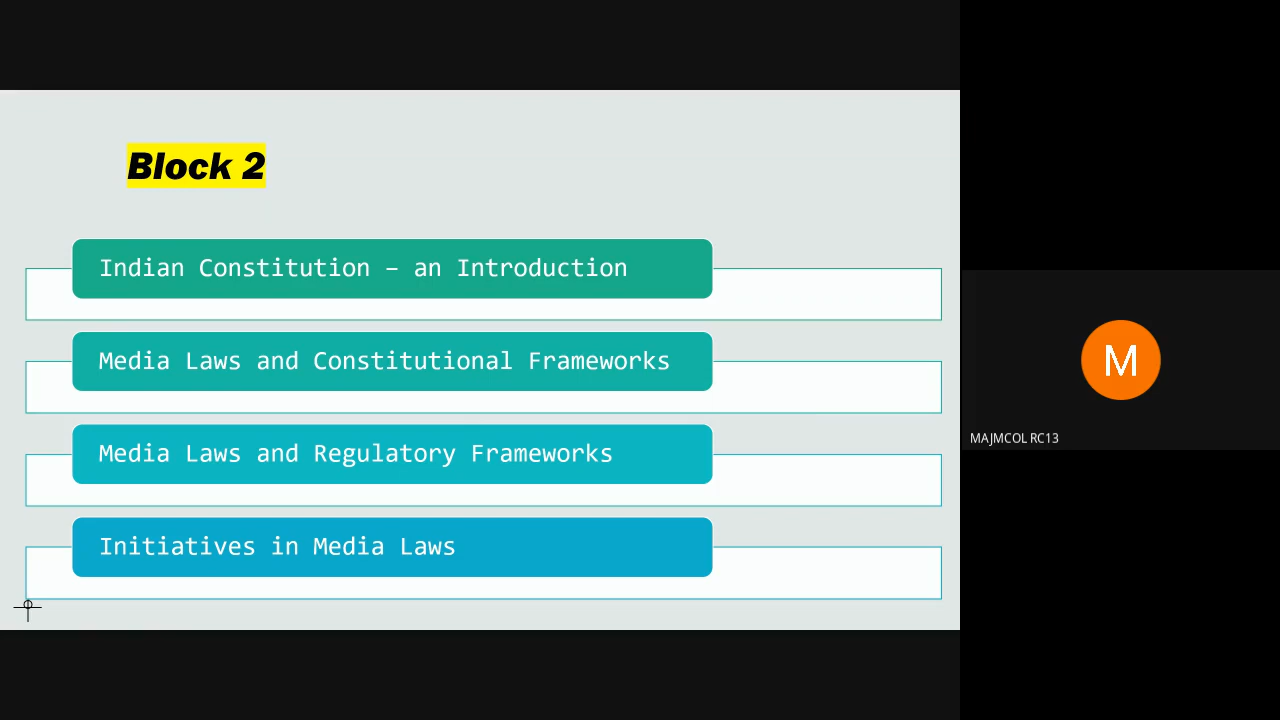 Block 2
Indian Constitution – an Introduction
Media Laws and Constitutional Frameworks
Media Laws and Regulatory Frameworks
Initiatives in Media Laws
M
MAJMCOL RC13